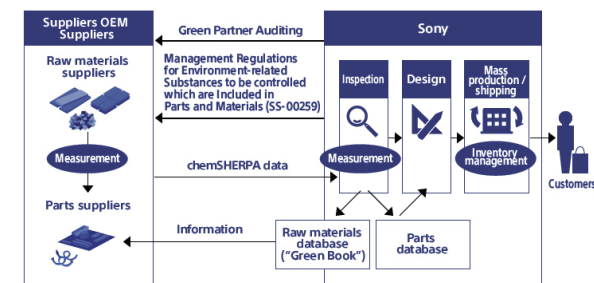 Suppliers OEM
Suppliers
Raw materials
suppliers
Measurement
Parts suppliers
Green Partner Auditing
Management Regulations
for Environment-related
Substances to be controlled
which are Included in
Parts and Materials (SS-00259)
chemSHERPA data
Information
Sony
Inspection
Measurement
Design
Mass
production /
shipping
Inventory
management
Customers
Raw materials
database
(“Green Book”)
Parts
database